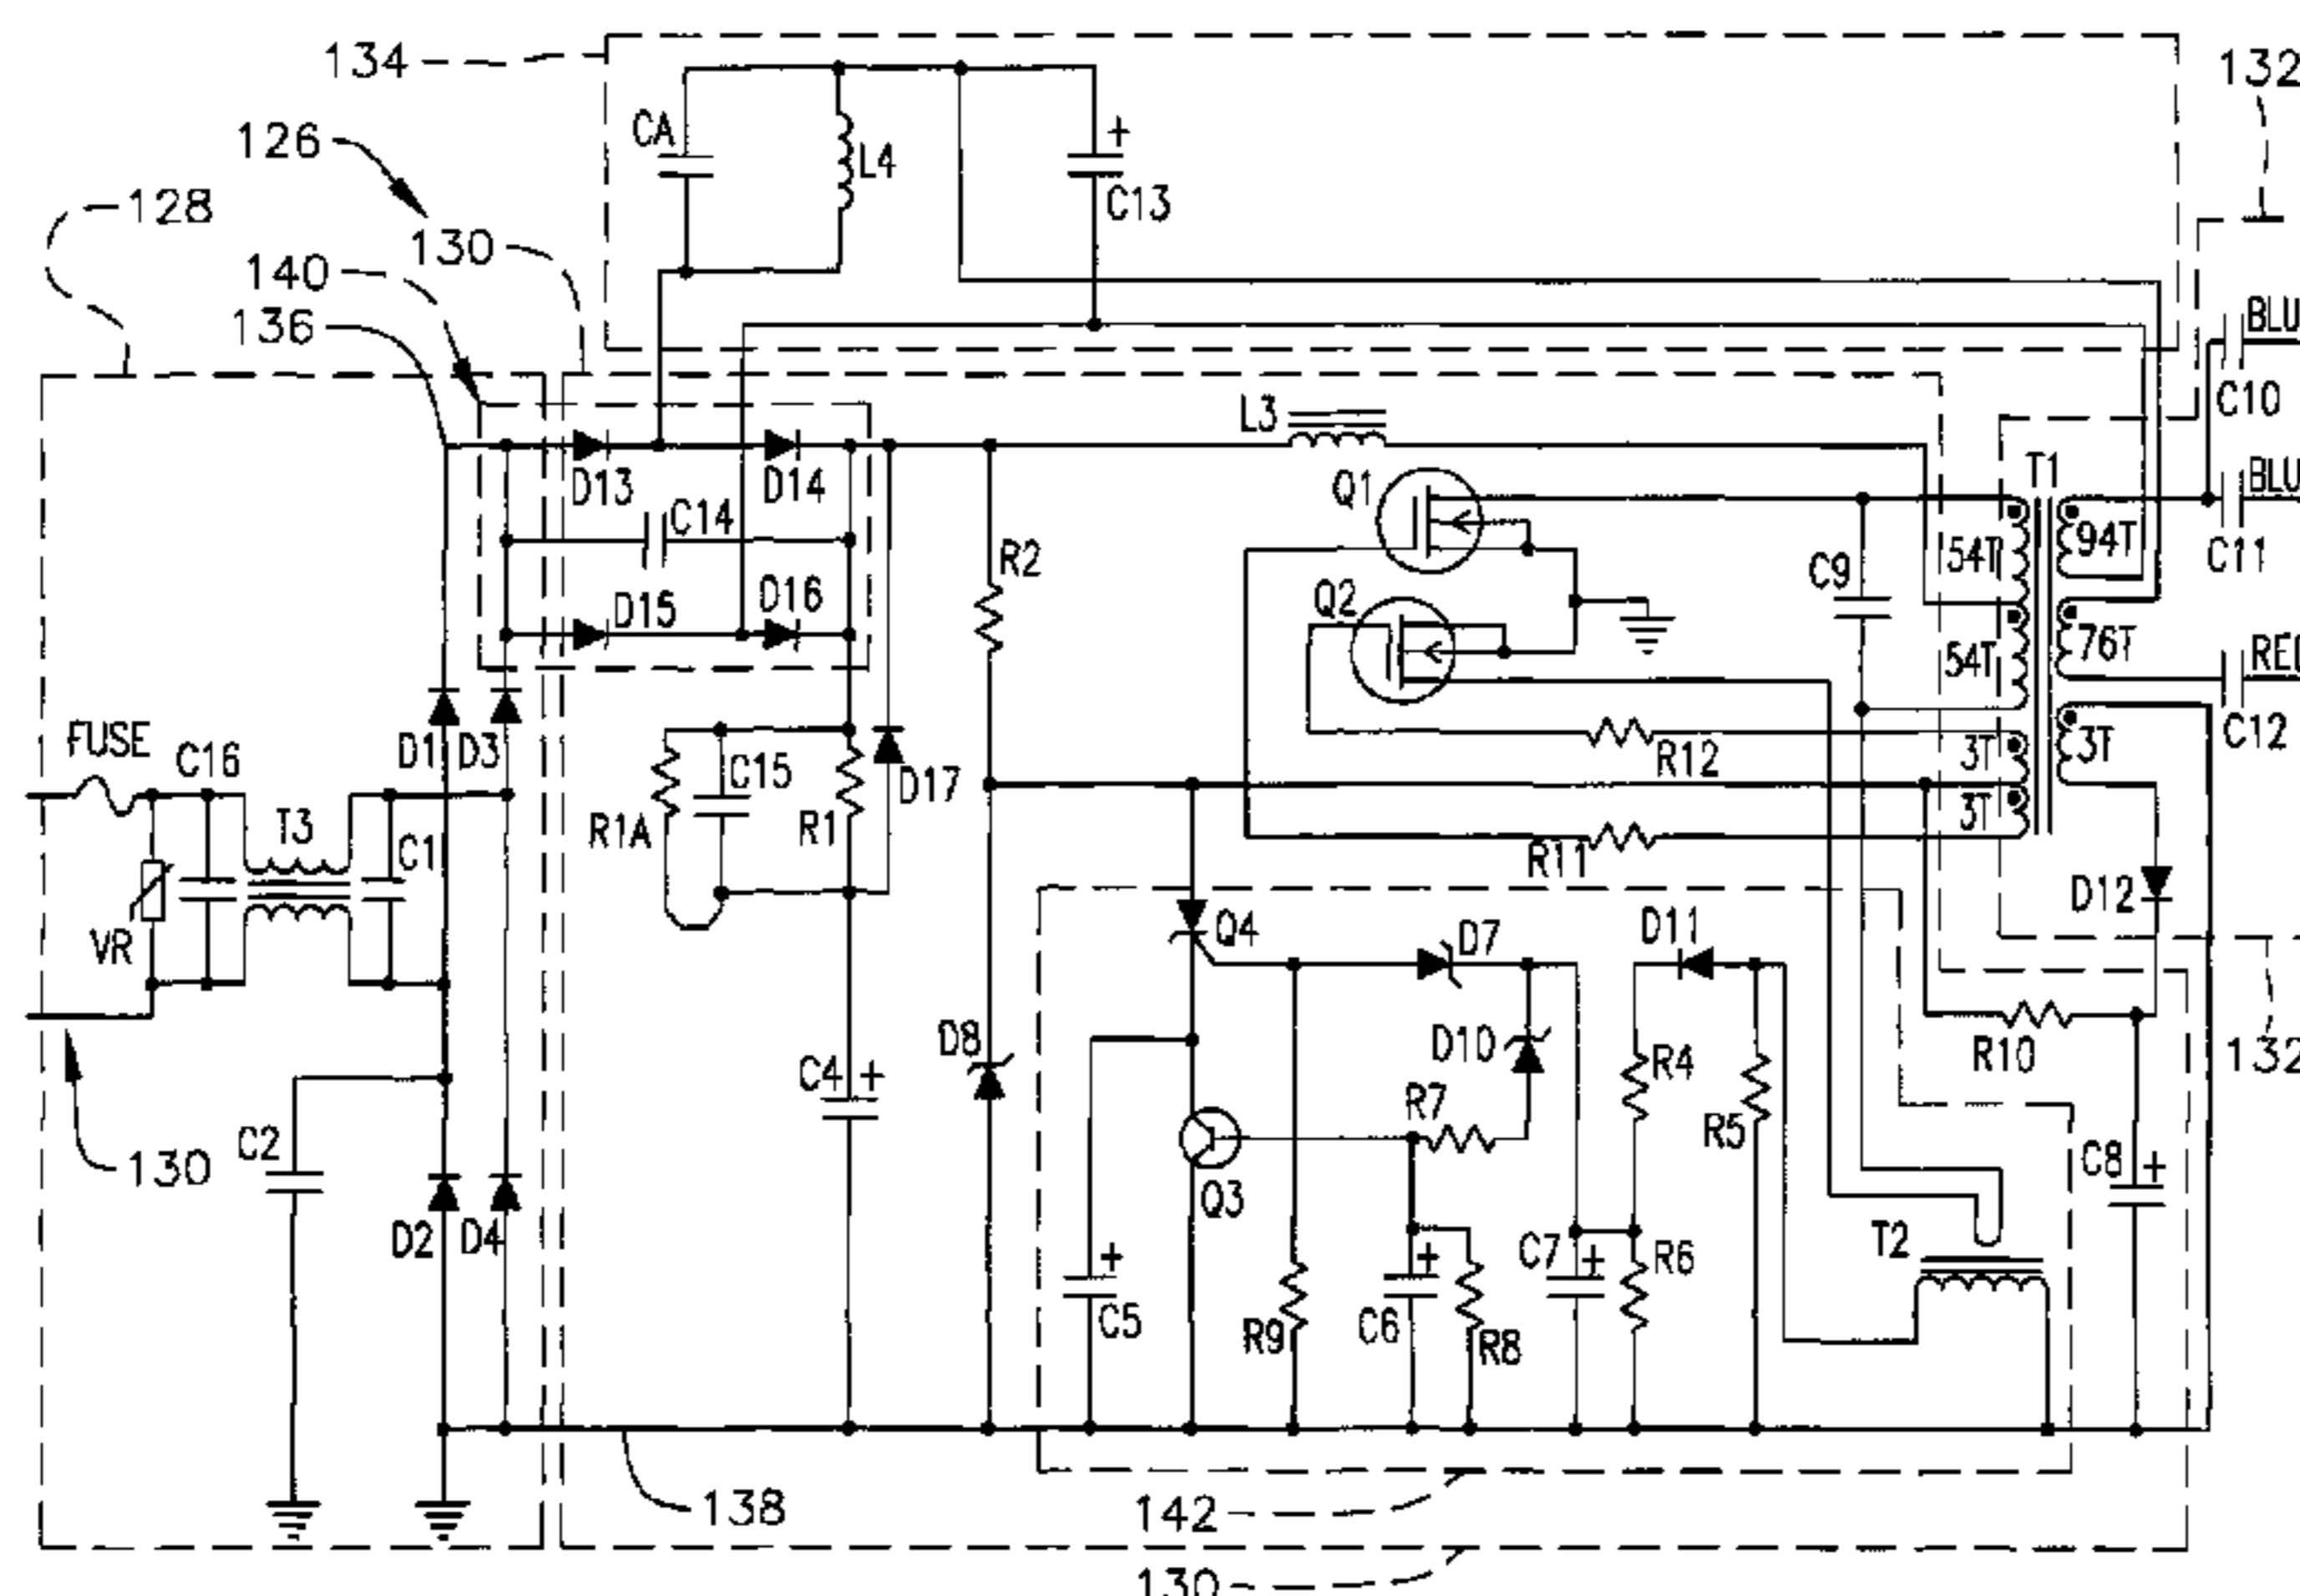 134
132
CA
+
126
L4
128
C13
130
140
136
BLU
L3
C10
T1
Q1
BLU
D13
D14
C14
94T
54T
R2
C9
C11
D15
D16
Q2
76T
54T
RED
FUSE
C16
D1
D3
C12
R12
3T
3T
C15
D17
T3
R1A
R1
3T
C1
R11
D12
VR
Q4
D7
D11
D8
D10
R4
R10
132
C4 +
R7
R5
C2
130
C8
+
Q3
D2
D4
T2
+
+
C7
+
R6
C5
R9
C6
R8
138
142
130